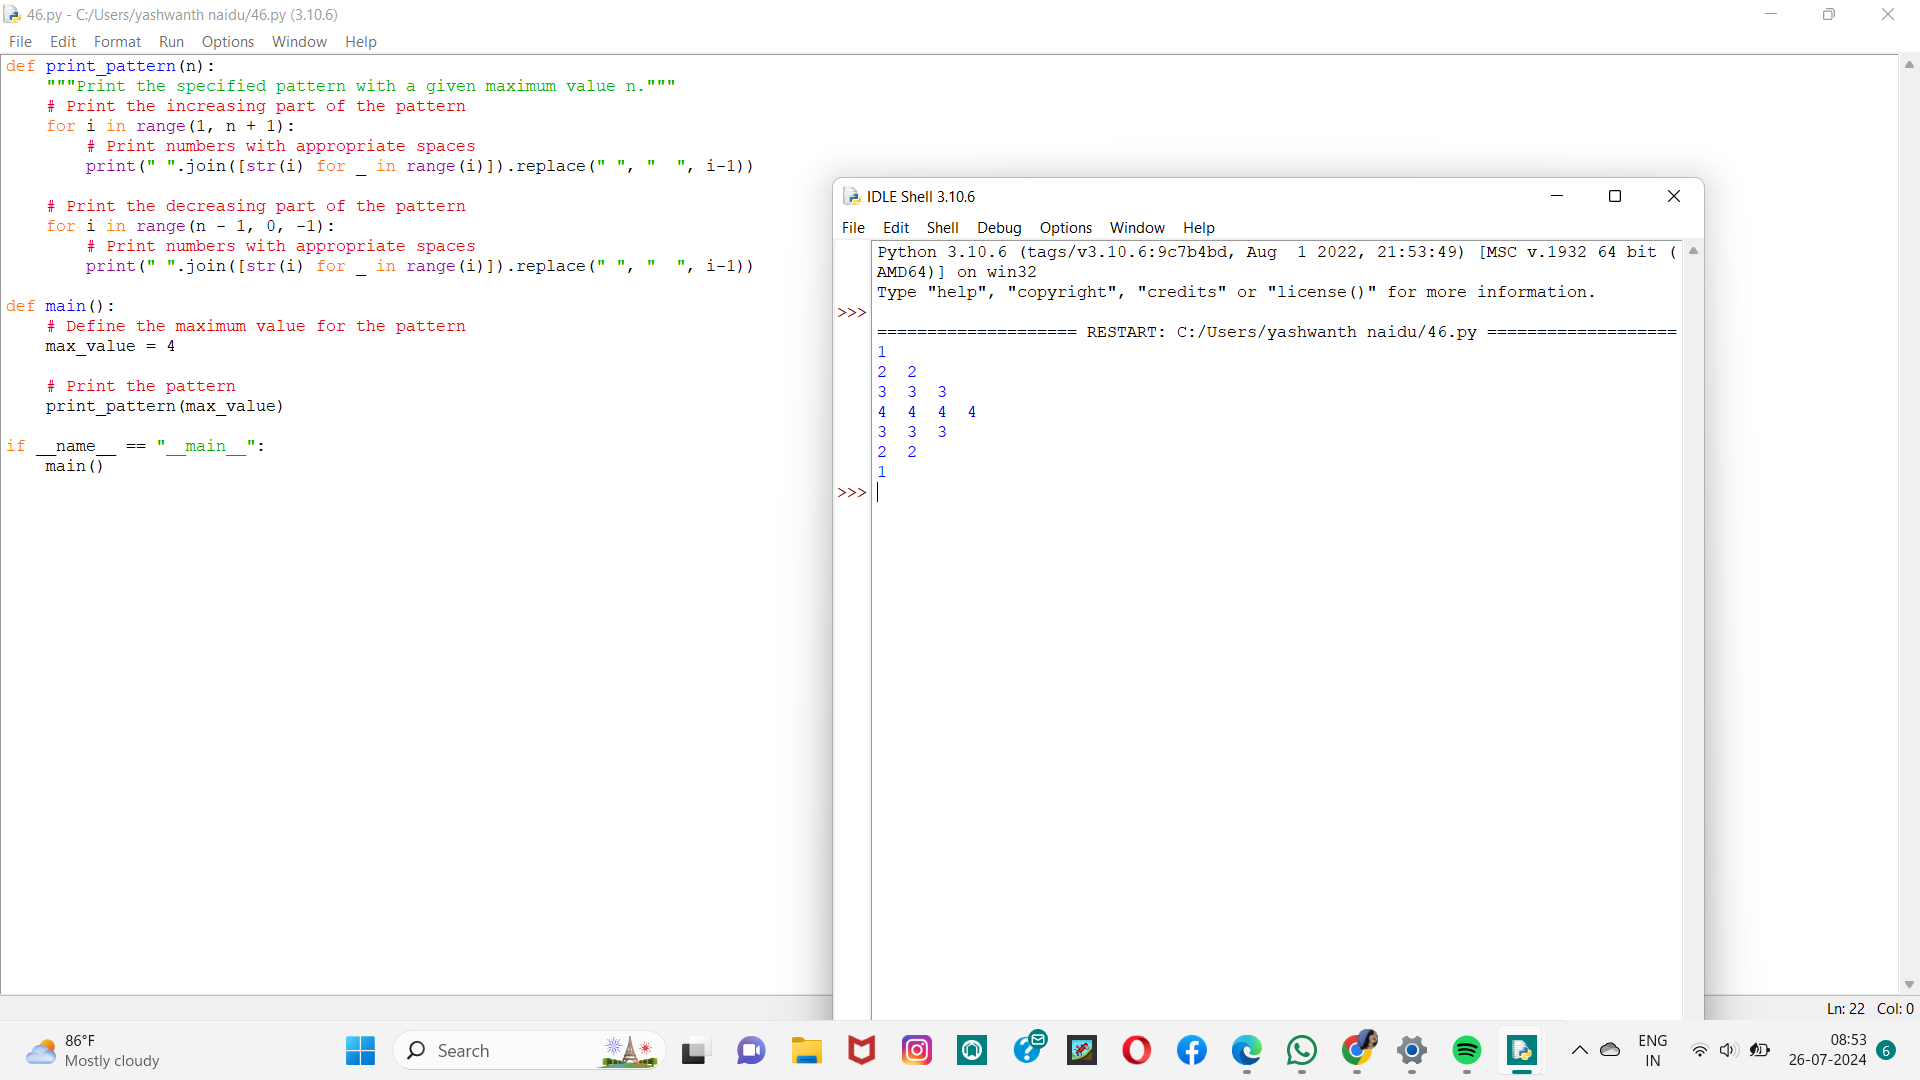 46.py - C:/Users/yashwanth naidu/46.py (3.10.6)
File Edit Format Run Options Window Help
def print_pattern(n):
    """Print the specified pattern with a given maximum value n."""
    # Print the increasing part of the pattern
    for i in range(1, n + 1):
        # Print numbers with appropriate spaces
        print(" ".join([str(i) for _ in range(i)]).replace(" ", "  ", i-1))
    # Print the decreasing part of the pattern
    for i in range(n - 1, 0, -1):
        # Print numbers with appropriate spaces
        print(" ".join([str(i) for _ in range(i)]).replace(" ", "  ", i-1))
def main():
    # Define the maximum value for the pattern
    max_value = 4
    # Print the pattern
    print_pattern(max_value)
if __name__ == "__main__":
    main()
IDLE Shell 3.10.6
File Edit Shell Debug Options Window Help
Python 3.10.6 (tags/v3.10.6:9c7b4bd, Aug  1 2022, 21:53:49) [MSC v.1932 64 bit (
AMD64)] on win32
Type "help", "copyright", "credits" or "license()" for more information.
>>>
==================== RESTART: C:/Users/yashwanth naidu/46.py ===================
1
2  2
3  3  3
4  4  4  4
3  3  3
2  2
1
>>>
Ln: 22 Col: 0
86°F
Mostly cloudy
Search
ENG
IN
08:53
26-07-2024
6